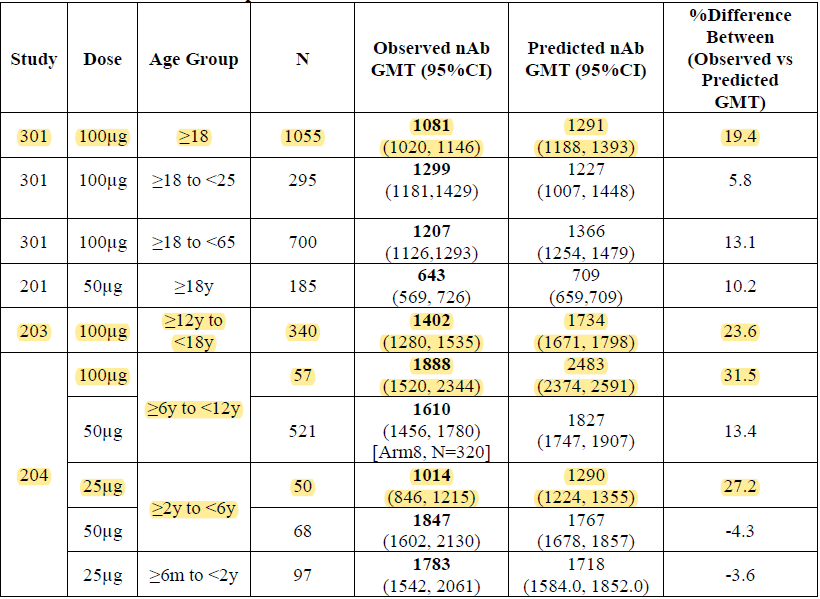 Study Dose Age Group N Observed nAb GMT (95%CI) Predicted nAb GMT (95%CI) %Difference Between (Observed vs Predicted GMT)
301 100µg ≥18 1055 1081 (1020, 1146) 1291 (1188, 1393) 19.4
301 100µg ≥18 to <25 295 1299 (1181,1429) 1227 (1007, 1448) 5.8
301 100µg ≥18 to <65 700 1207 (1126,1293) 1366 (1254, 1479) 13.1
201 50µg ≥18y 185 643 (569, 726) 709 (659,709) 10.2
203 100µg ≥12y to <18y 340 1402 (1280, 1535) 1734 (1671, 1798) 23.6
204 100µg ≥6y to <12y 57 1888 (1520, 2344) 2483 (2374, 2591) 31.5
50µg 521 1610 (1456, 1780) [Arm8, N=320] 1827 (1747, 1907) 13.4
25µg ≥2y to <6y 50 1014 (846, 1215) 1290 (1224, 1355) 27.2
50µg 68 1847 (1602, 2130) 1767 (1678, 1857) -4.3
25µg ≥6m to <2y 97 1783 (1542, 2061) 1718 (1584.0, 1852.0) -3.6